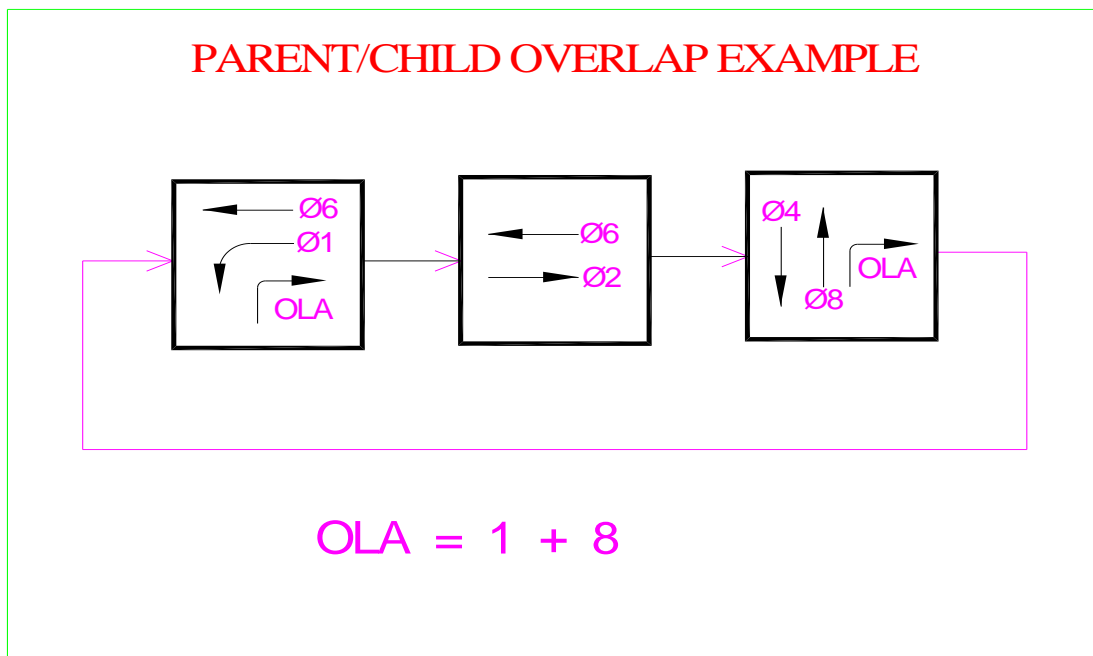 PARENT/CHILD OVERLAP EXAMPLE
Ø6
Ø1
OLA
Ø6
Ø2
Ø4
OLA
Ø8
OLA = 1 + 8